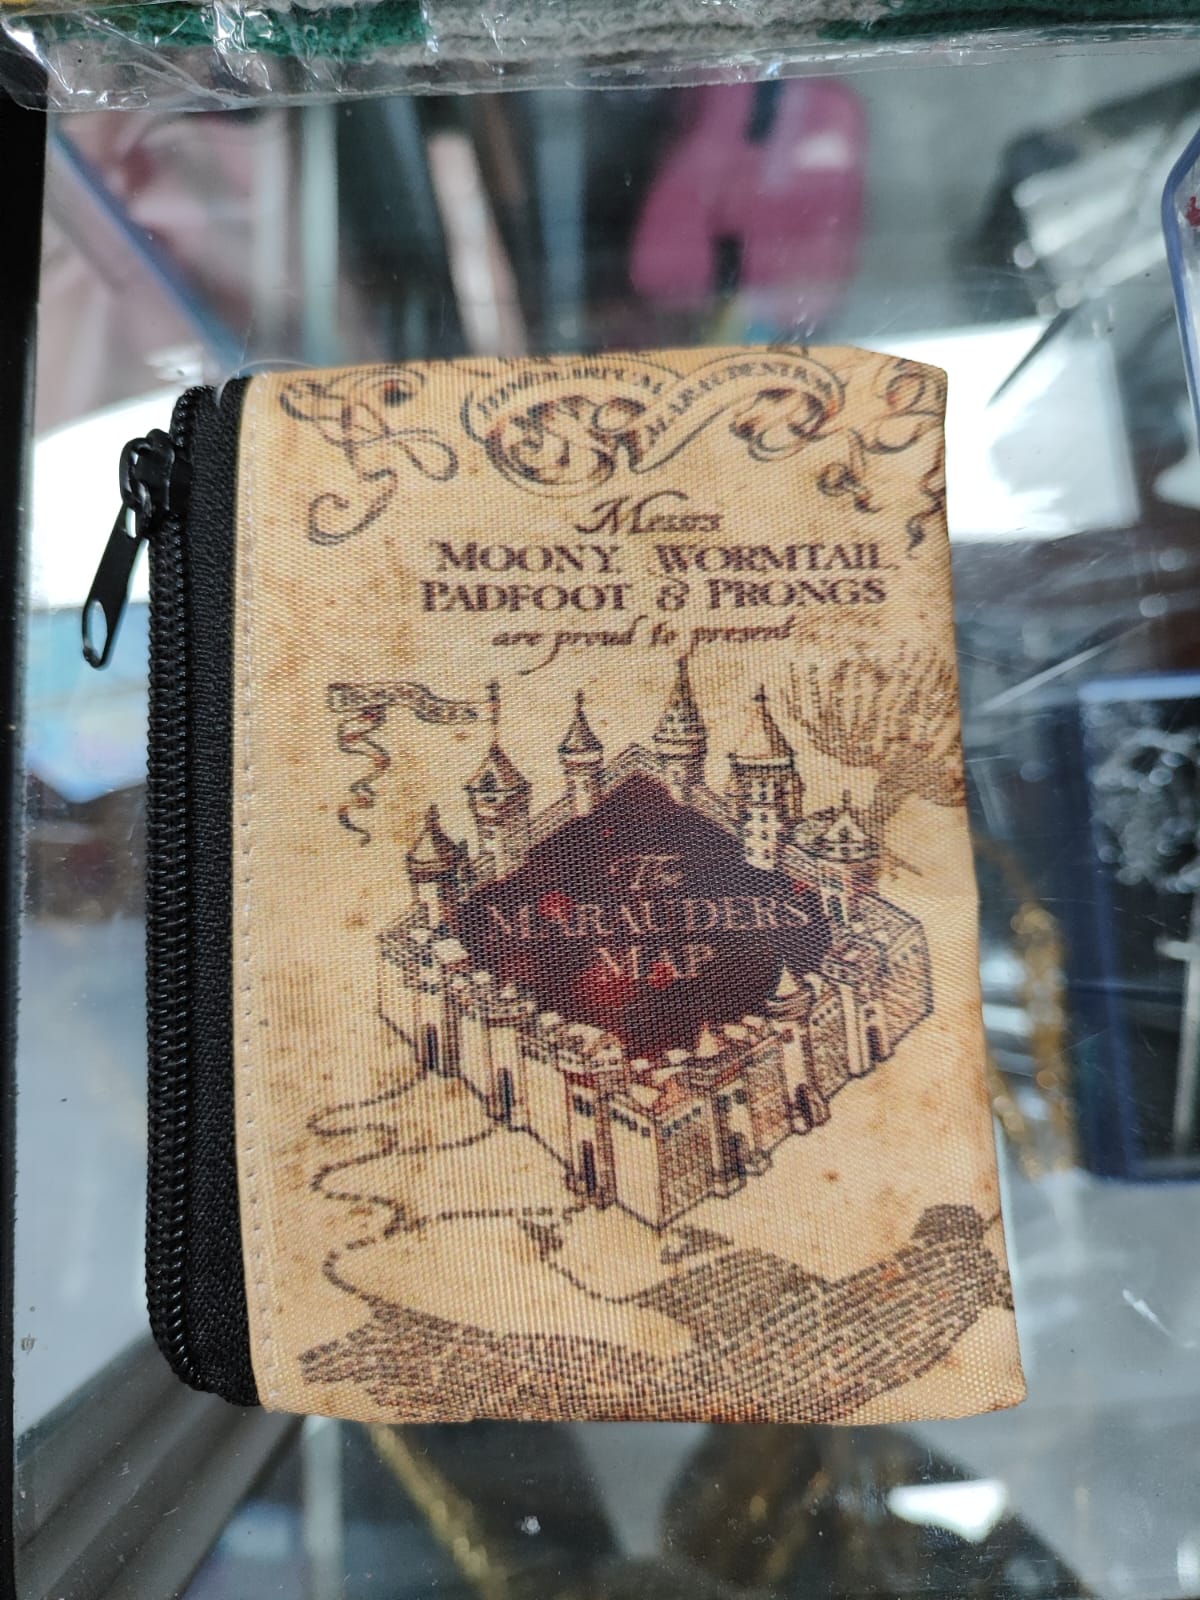 Messrs
MOONY, WORMTAIL,
PADFOOT & PRONGS
are proud to present
The
MARAUDERS
MAP